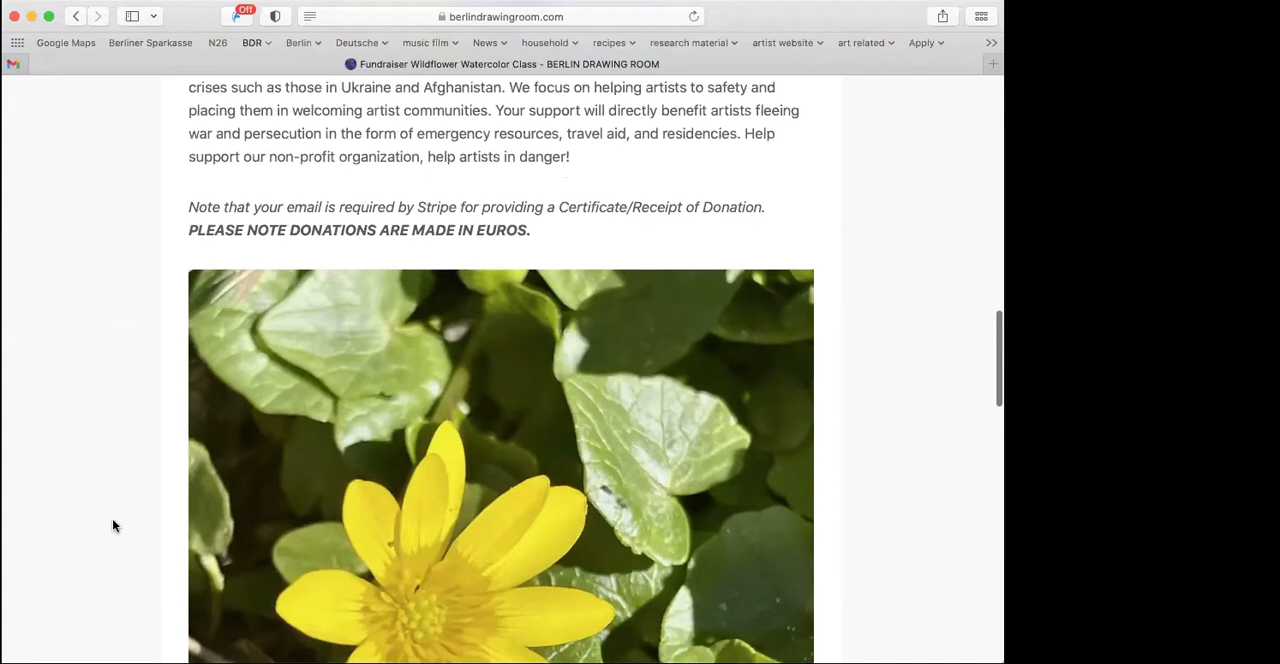 Off
berlindrawingroom.com
Google Maps Berliner Sparkasse N26 BDR Berlin Deutsche music film News household recipes research material artist website art related Apply
Fundraiser Wildflower Watercolor Class - BERLIN DRAWING ROOM
crises such as those in Ukraine and Afghanistan. We focus on helping artists to safety and
placing them in welcoming artist communities. Your support will directly benefit artists fleeing
war and persecution in the form of emergency resources, travel aid, and residencies. Help
support our non-profit organization, help artists in danger!
Note that your email is required by Stripe for providing a Certificate/Receipt of Donation.
PLEASE NOTE DONATIONS ARE MADE IN EUROS.